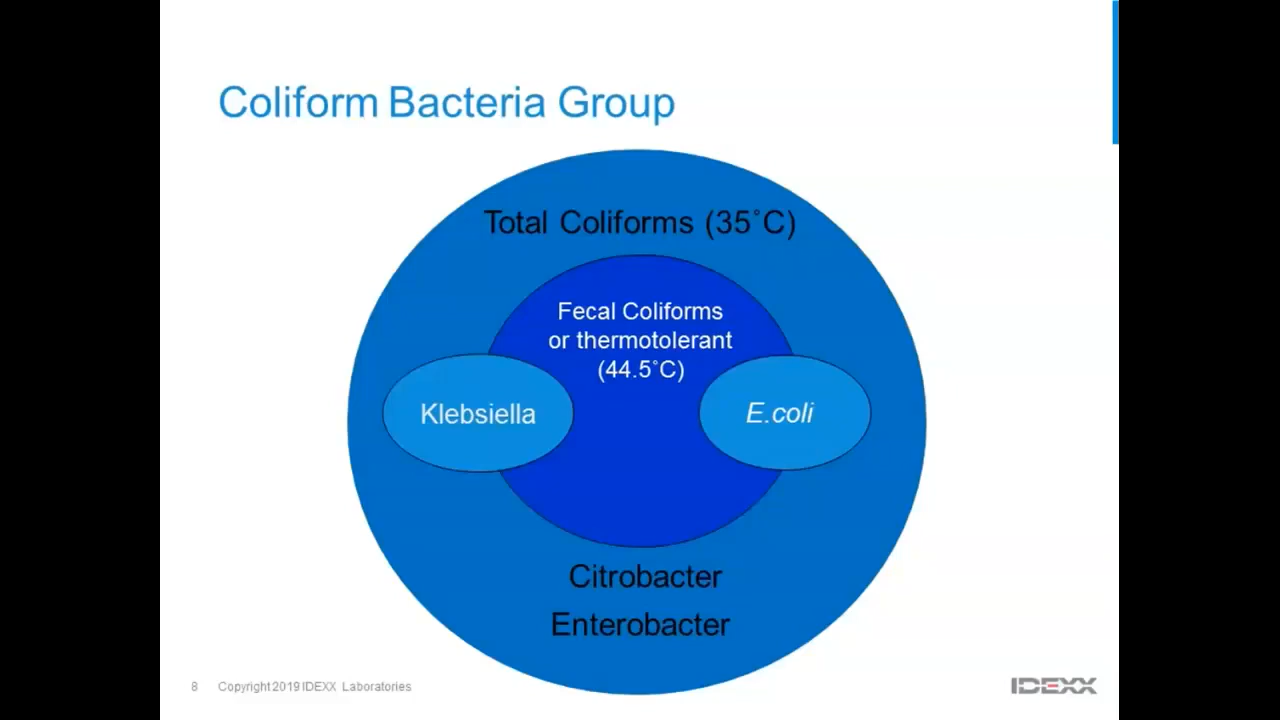 Coliform Bacteria Group
Total Coliforms (35˚C)
Fecal Coliforms
or thermotolerant
(44.5˚C)
Klebsiella
E.coli
Citrobacter
Enterobacter
8 Copyright 2019 IDEXX Laboratories
IDEXX